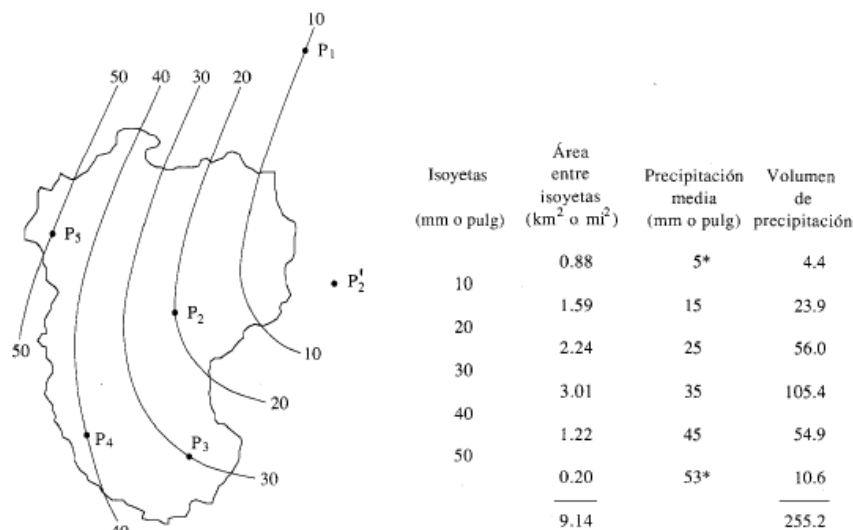 10
P1
50
40
30
20
P5
P2'
P2
50
10
20
P4
P3
30
40
Área
Isoyetas entre Precipitación Volumen
isoyetas media de
(mm o pulg) (km2 o mi2) (mm o pulg) precipitación
0.88 5* 4.4
10
1.59 15 23.9
20
2.24 25 56.0
30
3.01 35 105.4
40
1.22 45 54.9
50
0.20 53* 10.6
9.14 255.2